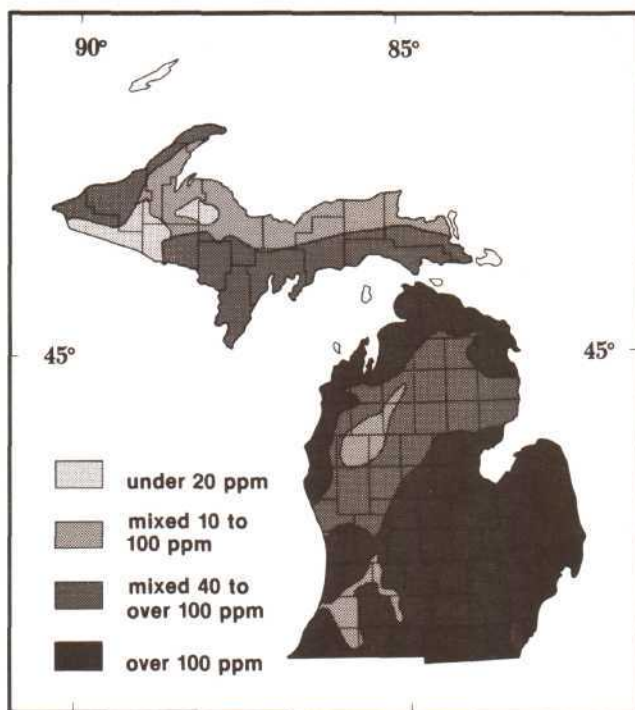 90°
85°
45°
45°
under 20 ppm
mixed 10 to
100 ppm
mixed 40 to
over 100 ppm
over 100 ppm